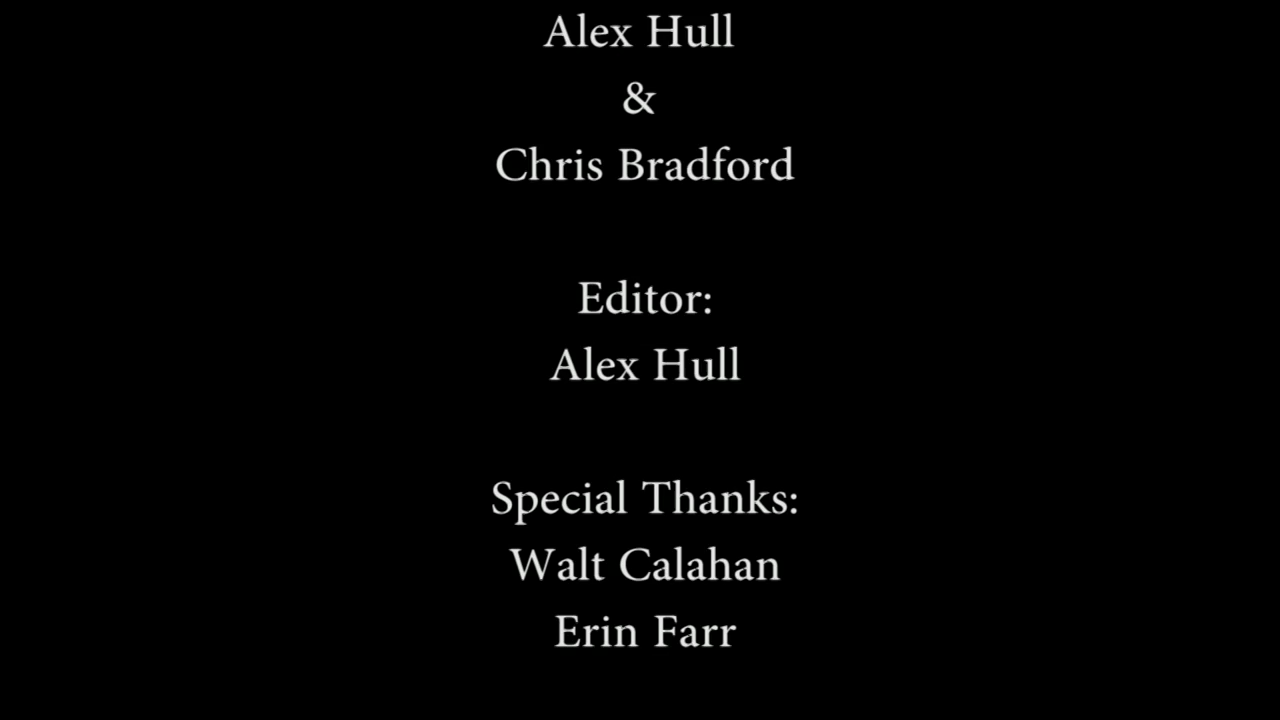 Alex Hull
&
Chris Bradford
Editor:
Alex Hull
Special Thanks:
Walt Calahan
Erin Farr